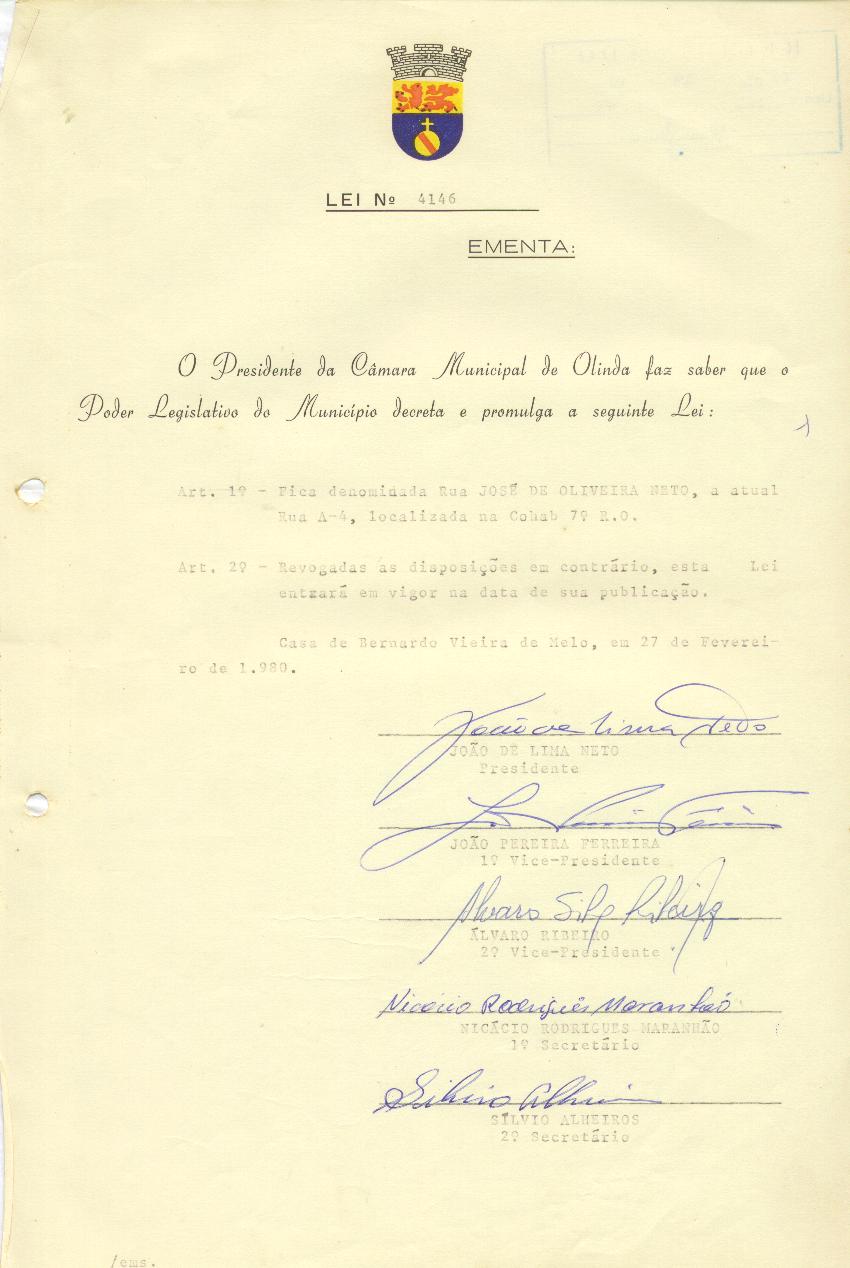 LEI Nº 4146
EMENTA:
O Presidente da Câmara Municipal de Olinda faz saber que o
Poder Legislativo do Município decreta e promulga a seguinte Lei:
Art. 1º - Fica denominada Rua JOSÉ DE OLIVEIRA NETO, a atual
Rua A-4, localizada na Cohab 7º R.O.
Art. 2º - Revogadas as disposições em contrário, esta Lei
entrará em vigor na data de sua publicação.
Casa de Bernardo Vieira de Melo, em 27 de Feverei-
ro de 1.980.
João de Lima Neto
JOÃO DE LIMA NETO
Presidente
JOÃO PEREIRA FERREIRA
1º Vice-Presidente
Alvaro Silva Ribeiro
ÁLVARO RIBEIRO
2º Vice-Presidente
Nicácio Rodrigues Maranhão
NICÁCIO RODRIGUES MARANHÃO
1º Secretário
SÍLVIO ALHEIROS
2º Secretário
/ems.